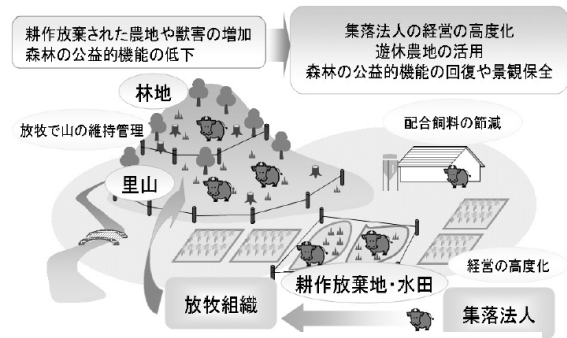 耕作放棄された農地や獣害の増加
森林の公益的機能の低下
集落法人の経営の高度化
遊休農地の活用
森林の公益的機能の回復や景観保全
林地
放牧で山の維持管理
配合飼料の節減
里山
耕作放棄地・水田
経営の高度化
放牧組織
集落法人